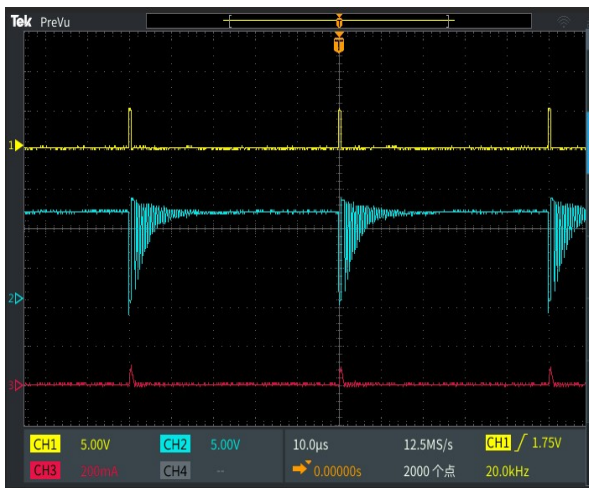 Tek PreVu
T
T
1
2
3
CH1 5.00V CH2 5.00V 10.0μs 12.5MS/s CH1 / 1.75V
CH3 200mA CH4 -- 0.00000s 2000 个点 20.0kHz